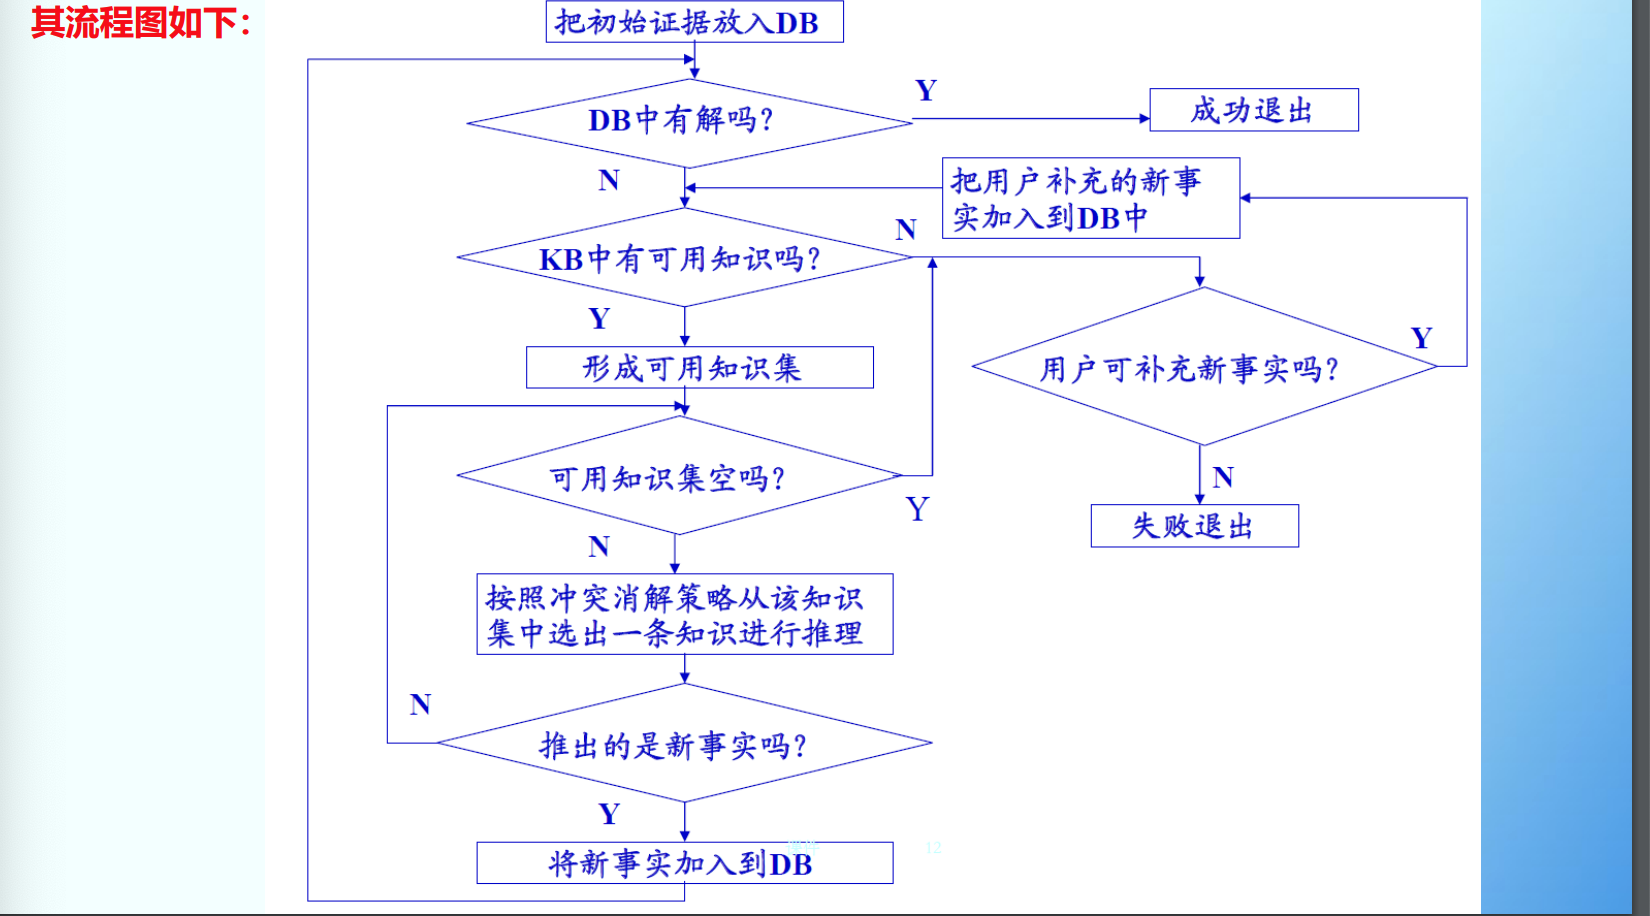 其流程图如下：
把初始证据放入DB
DB中有解吗？
Y
成功退出
N
把用户补充的新事
实加入到DB中
KB中有可用知识吗？
N
Y
形成可用知识集
用户可补充新事实吗？
Y
可用知识集空吗？
Y
N
失败退出
N
按照冲突消解策略从该知识
集中选出一条知识进行推理
N
推出的是新事实吗？
Y
课件
12
将新事实加入到DB